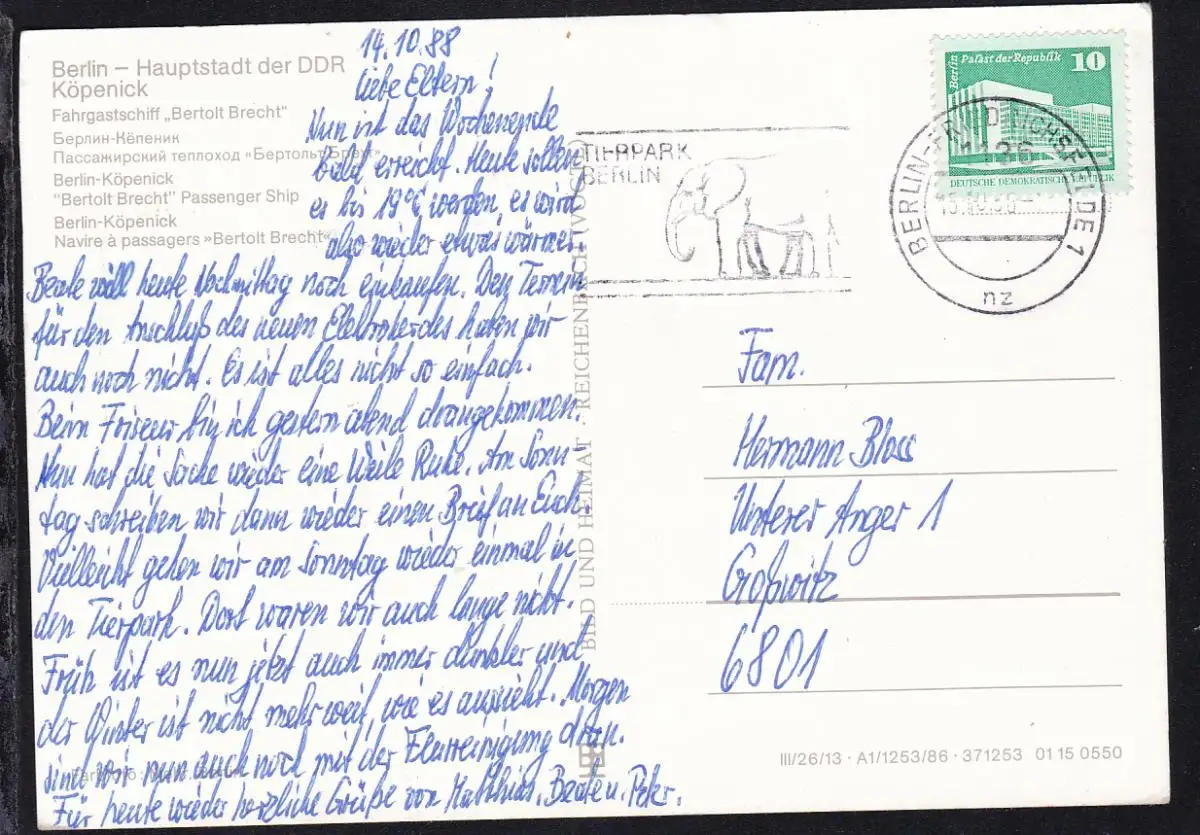 Berlin – Hauptstadt der DDR
Köpenick
Fahrgastschiff „Bertolt Brecht"
Берлин-Кёпеник
Пассажирский теплоход «Бертольт Брехт»
Berlin-Köpenick
"Bertolt Brecht" Passenger Ship
Berlin-Köpenick
Navire à passagers »Bertolt Brecht«
14.10.88
Liebe Eltern!
Nun ist das Wochenende
bald erreicht. Heute sollen
es bis 19°C werden, es wird
also wieder etwas wärmer.
Beate will heute Nachmittag noch einkaufen. Den Termin
für den Anschluß des neuen Elektroherdes haben wir
auch noch nicht. Es ist alles nicht so einfach.
Beim Friseur bin ich gestern abend drangekommen.
Nun hat die Sache wieder eine Weile Ruhe. Am Sonn-
tag schreiben wir dann wieder einen Brief an Euch.
Vielleicht gehen wir am Sonntag wieder einmal in
den Tierpark. Dort waren wir auch lange nicht.
Früh ist es nun jetzt auch immer dunkler und
der Winter ist nicht mehr weit, wie es aussieht. Morgen
sind wir nun auch noch mit der Hausreinigung dran.
Für heute wieder herzliche Grüße von Matthias, Beate u. Peter.
BILD UND HEIMAT · REICHENBACH (VOGTL)
TIERPARK
BERLIN
Berlin Palast der Republik
10
DEUTSCHE DEMOKRATISCHE REPUBLIK
BERLIN-FRIEDRICHSFELDE 1
1136
nz
Fam.
Hermann Bloss
Unterer Anger 1
Großwitz
6801
III/26/13 · A1/1253/86 · 371253 01 15 0550